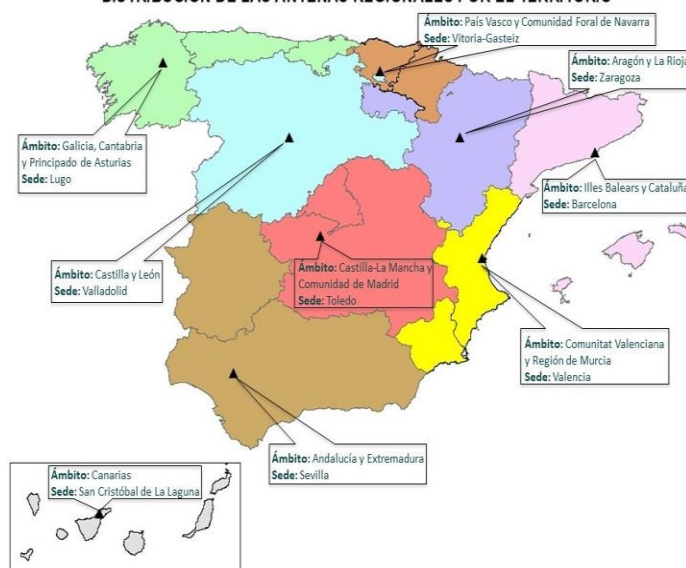 DISTRIBUCIÓN DE LAS ANTENAS REGIONALES POR EL TERRITORIO
Ámbito: País Vasco y Comunidad Foral de Navarra
Sede: Vitoria-Gasteiz
Ámbito: Aragón y La Rioja
Sede: Zaragoza
Ámbito: Galicia, Cantabria
y Principado de Asturias
Sede: Lugo
Ámbito: Illes Balears y Cataluña
Sede: Barcelona
Ámbito: Castilla y León
Sede: Valladolid
Ámbito: Castilla-La Mancha y
Comunidad de Madrid
Sede: Toledo
Ámbito: Comunitat Valenciana
y Región de Murcia
Sede: Valencia
Ámbito: Andalucía y Extremadura
Sede: Sevilla
Ámbito: Canarias
Sede: San Cristóbal de La Laguna